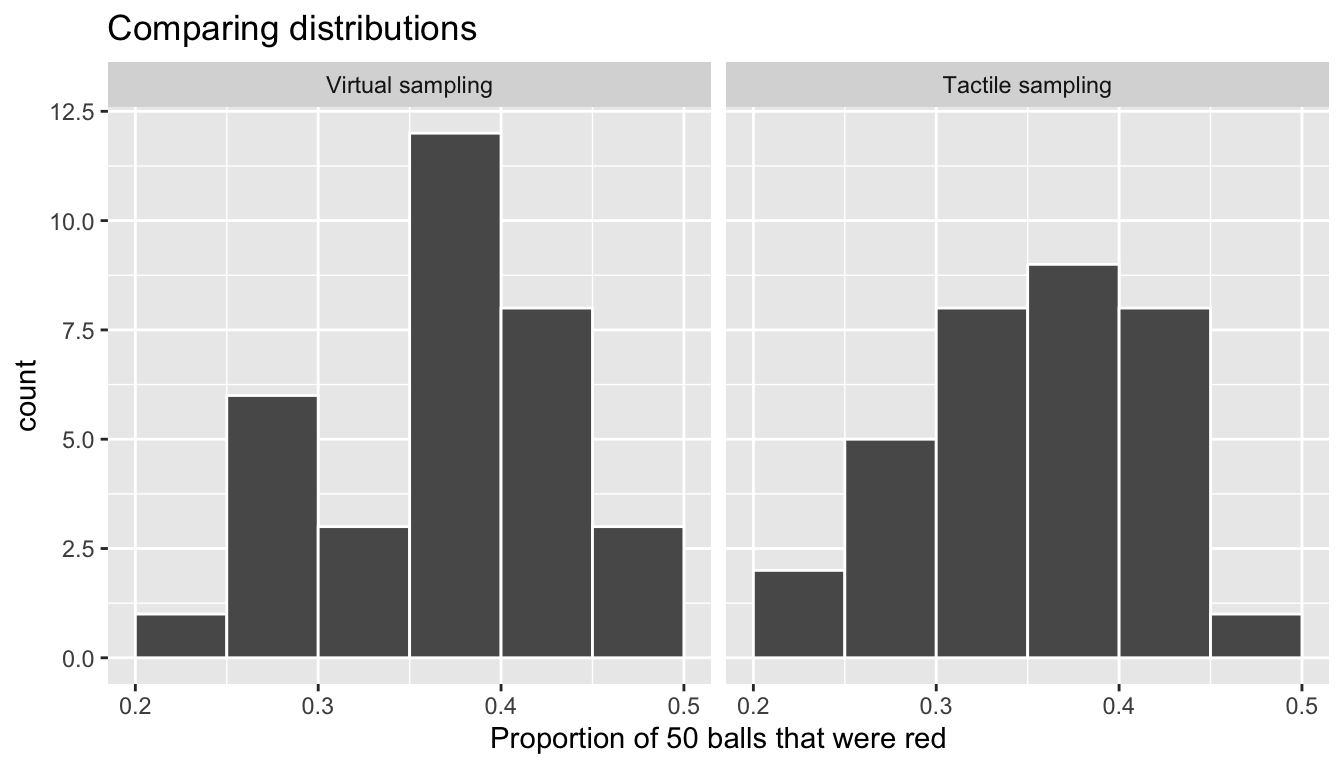 Comparing distributions
Virtual sampling Tactile sampling
12.5
10.0
7.5
5.0
2.5
0.0
count
0.2 0.3 0.4 0.5 0.2 0.3 0.4 0.5
Proportion of 50 balls that were red